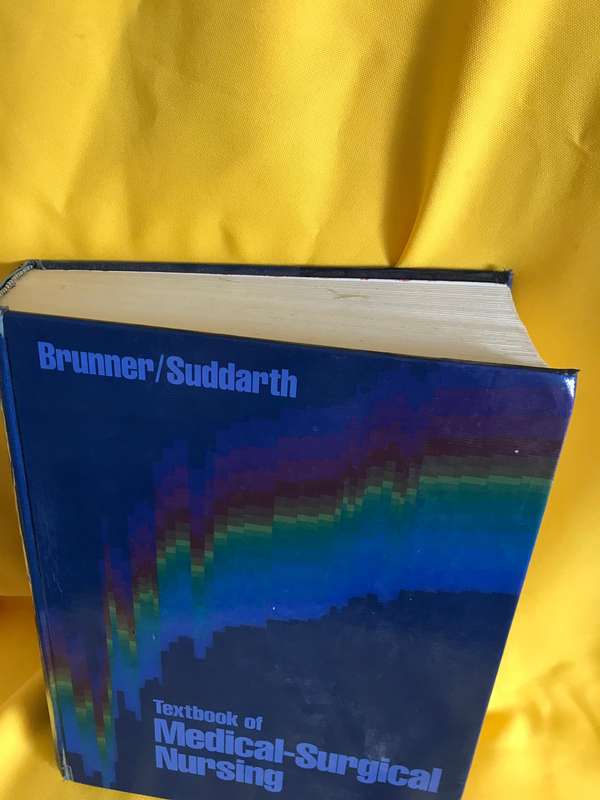 Brunner/Suddarth
Textbook of
Medical-Surgical
Nursing